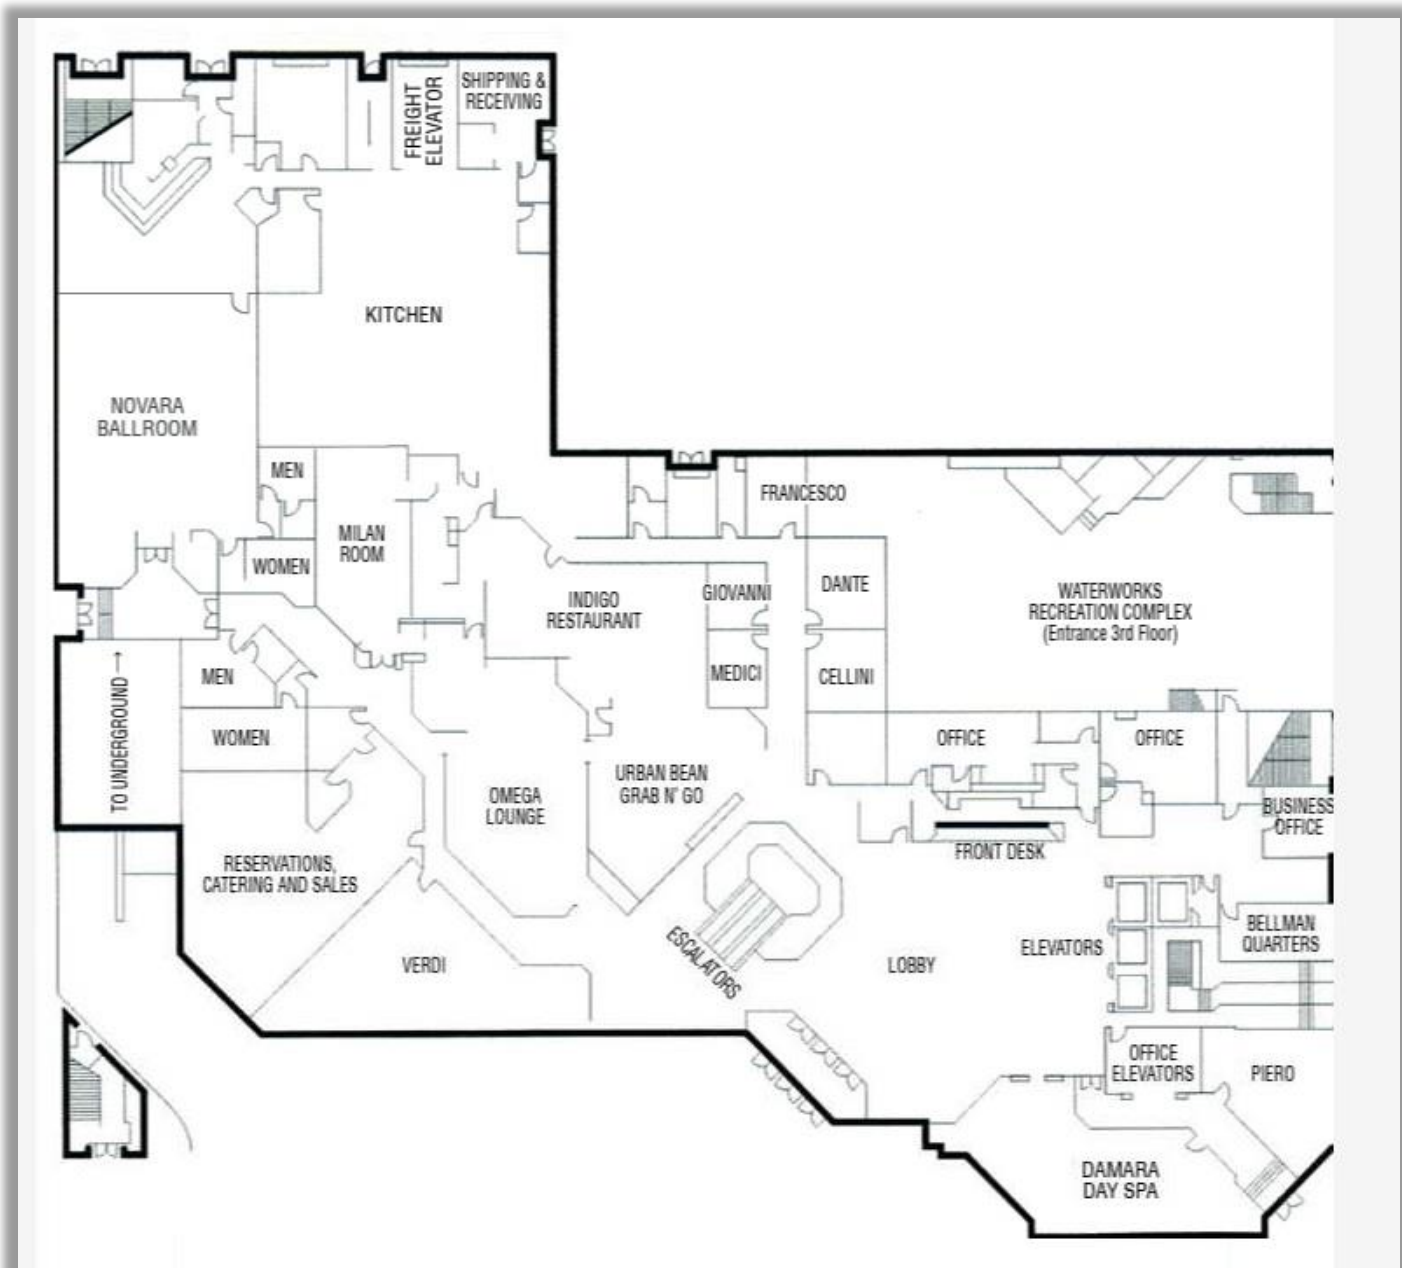 SHIPPING &
RECEIVING
FREIGHT
ELEVATOR
KITCHEN
NOVARA
BALLROOM
MEN
FRANCESCO
MILAN
ROOM
WOMEN
INDIGO
RESTAURANT
GIOVANNI
DANTE
WATERWORKS
RECREATION COMPLEX
(Entrance 3rd Floor)
MEN
MEDICI
CELLINI
TO UNDERGROUND →
WOMEN
OFFICE
OFFICE
URBAN BEAN
GRAB N' GO
OMEGA
LOUNGE
BUSINESS
OFFICE
FRONT DESK
RESERVATIONS,
CATERING AND SALES
BELLMAN
QUARTERS
ELEVATORS
ESCALATORS
VERDI
LOBBY
OFFICE
ELEVATORS
PIERO
DAMARA
DAY SPA